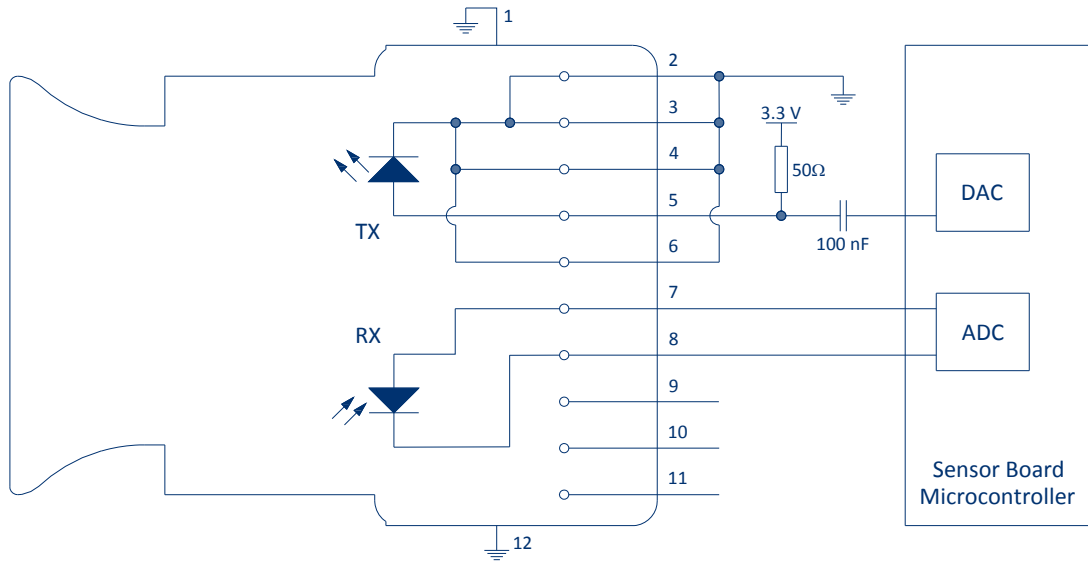 1
2
3
3.3 V
4
50Ω
DAC
5
TX
100 nF
6
7
RX
ADC
8
9
10
Sensor Board
Microcontroller
11
12